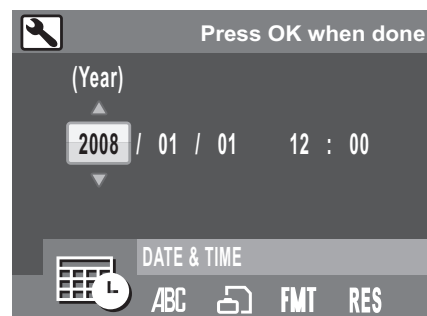 Press OK when done
(Year)
2008 / 01 / 01 12 : 00
DATE & TIME
ABC FMT RES